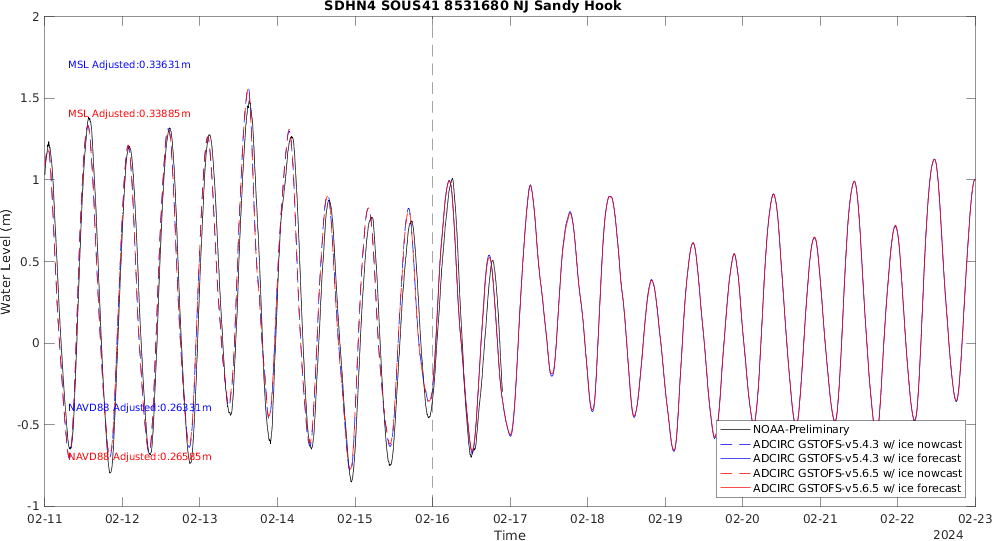 SDHN4 SOUS41 8531680 NJ Sandy Hook
2
MSL Adjusted:0.33631m
1.5
MSL Adjusted:0.33885m
1
Water Level (m)
0.5
0
NAVD88 Adjusted:0.26331m
-0.5
NAVD88 Adjusted:0.26585m
NOAA-Preliminary
ADCIRC GSTOFS-v5.4.3 w/ ice nowcast
ADCIRC GSTOFS-v5.4.3 w/ ice forecast
ADCIRC GSTOFS-v5.6.5 w/ ice nowcast
ADCIRC GSTOFS-v5.6.5 w/ ice forecast
-1
02-11 02-12 02-13 02-14 02-15 02-16 02-17 02-18 02-19 02-20 02-21 02-22 02-23
Time
2024